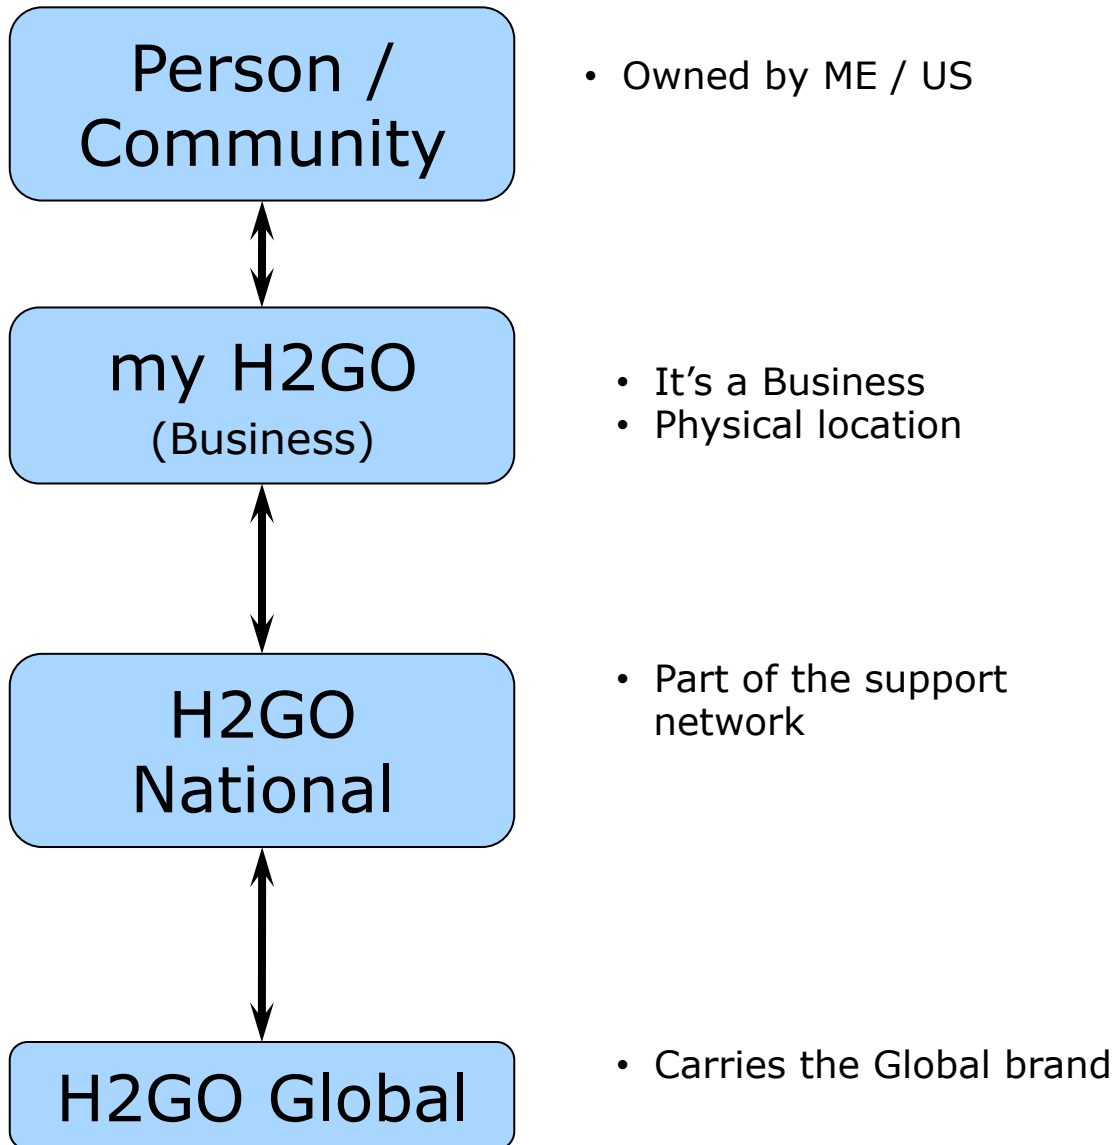 Person /
Community
• Owned by ME / US
my H2GO
(Business)
• It’s a Business
• Physical location
H2GO
National
• Part of the support
network
H2GO Global
• Carries the Global brand